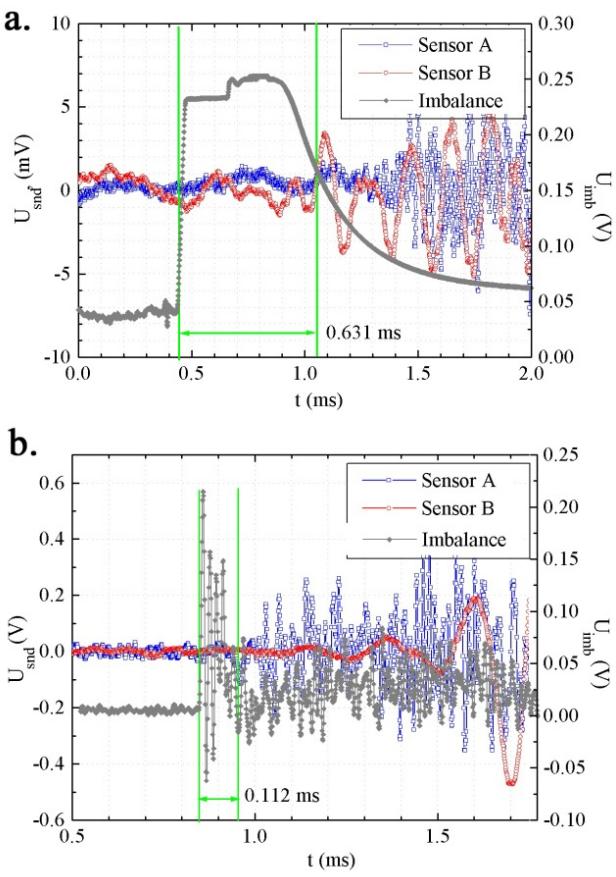 a.
10
5
0
-5
-10
U_snd (mV)
0.30
0.25
0.20
0.15
0.10
0.05
0.00
U_imb (V)
Sensor A
Sensor B
Imbalance
0.631 ms
0.0 0.5 1.0 1.5 2.0
t (ms)
b.
0.6
0.4
0.2
0.0
-0.2
-0.4
-0.6
U_snd (V)
0.25
0.20
0.15
0.10
0.05
0.00
-0.05
-0.10
U_imb (V)
Sensor A
Sensor B
Imbalance
0.112 ms
0.5 1.0 1.5
t (ms)